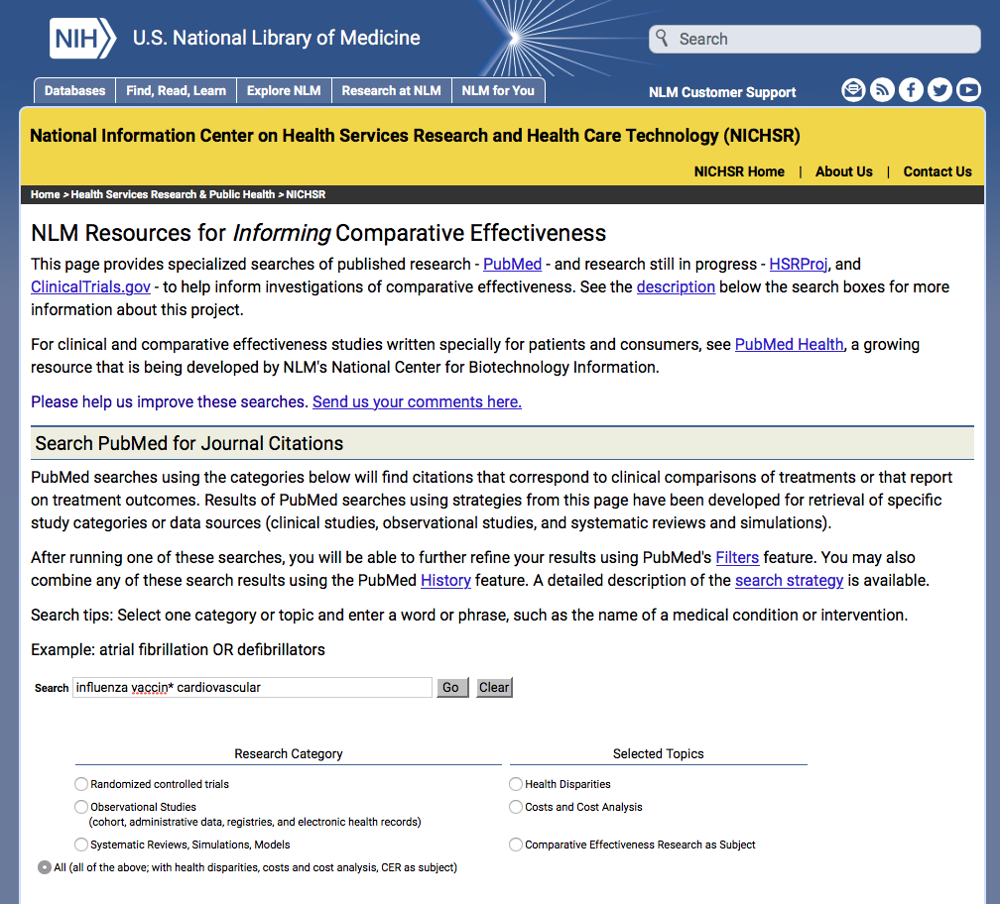 NIH U.S. National Library of Medicine
Search
Databases Find, Read, Learn Explore NLM Research at NLM NLM for You
NLM Customer Support
National Information Center on Health Services Research and Health Care Technology (NICHSR)
NICHSR Home | About Us | Contact Us
Home > Health Services Research & Public Health > NICHSR
NLM Resources for Informing Comparative Effectiveness
This page provides specialized searches of published research - PubMed - and research still in progress - HSRProj, and
ClinicalTrials.gov - to help inform investigations of comparative effectiveness. See the description below the search boxes for more
information about this project.
For clinical and comparative effectiveness studies written specially for patients and consumers, see PubMed Health, a growing
resource that is being developed by NLM's National Center for Biotechnology Information.
Please help us improve these searches. Send us your comments here.
Search PubMed for Journal Citations
PubMed searches using the categories below will find citations that correspond to clinical comparisons of treatments or that report
on treatment outcomes. Results of PubMed searches using strategies from this page have been developed for retrieval of specific
study categories or data sources (clinical studies, observational studies, and systematic reviews and simulations).
After running one of these searches, you will be able to further refine your results using PubMed's Filters feature. You may also
combine any of these search results using the PubMed History feature. A detailed description of the search strategy is available.
Search tips: Select one category or topic and enter a word or phrase, such as the name of a medical condition or intervention.
Example: atrial fibrillation OR defibrillators
Search influenza vaccin* cardiovascular Go Clear
Research Category Selected Topics
Randomized controlled trials Health Disparities
Observational Studies Costs and Cost Analysis
(cohort, administrative data, registries, and electronic health records)
Systematic Reviews, Simulations, Models Comparative Effectiveness Research as Subject
All (all of the above; with health disparities, costs and cost analysis, CER as subject)